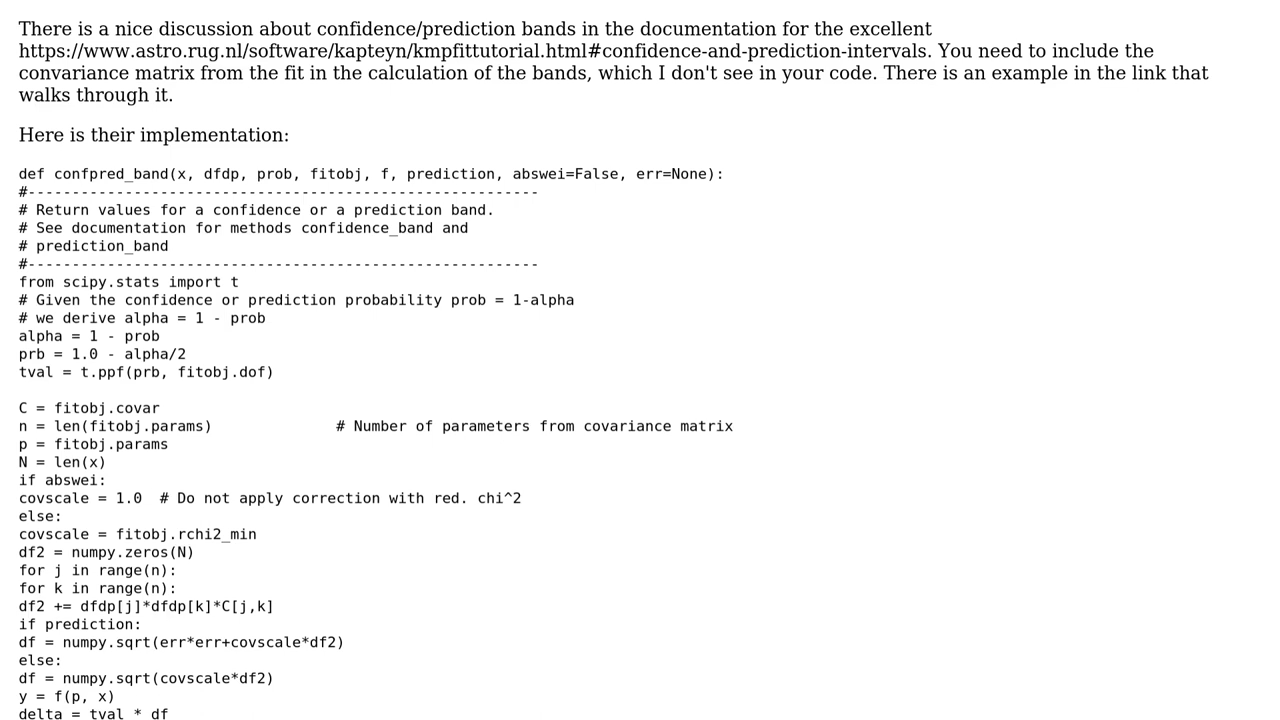 There is a nice discussion about confidence/prediction bands in the documentation for the excellent
https://www.astro.rug.nl/software/kapteyn/kmpfittutorial.html#confidence-and-prediction-intervals. You need to include the
convariance matrix from the fit in the calculation of the bands, which I don't see in your code. There is an example in the link that
walks through it.
Here is their implementation:
def confpred_band(x, dfdp, prob, fitobj, f, prediction, abswei=False, err=None):
#----------------------------------------------------------
# Return values for a confidence or a prediction band.
# See documentation for methods confidence_band and
# prediction_band
#----------------------------------------------------------
from scipy.stats import t
# Given the confidence or prediction probability prob = 1-alpha
# we derive alpha = 1 - prob
alpha = 1 - prob
prb = 1.0 - alpha/2
tval = t.ppf(prb, fitobj.dof)
C = fitobj.covar
n = len(fitobj.params)              # Number of parameters from covariance matrix
p = fitobj.params
N = len(x)
if abswei:
covscale = 1.0  # Do not apply correction with red. chi^2
else:
covscale = fitobj.rchi2_min
df2 = numpy.zeros(N)
for j in range(n):
for k in range(n):
df2 += dfdp[j]*dfdp[k]*C[j,k]
if prediction:
df = numpy.sqrt(err*err+covscale*df2)
else:
df = numpy.sqrt(covscale*df2)
y = f(p, x)
delta = tval * df